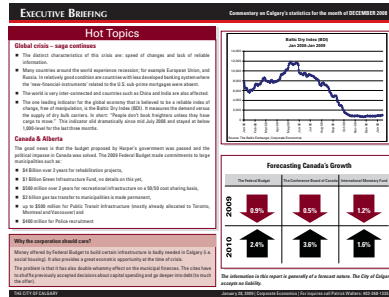 EXECUTIVE BRIEFING
Commentary on Calgary's statistics for the month of DECEMBER 2008
Hot Topics
Global crisis – saga continues
The distinct characteristics of this crisis are: speed of changes and lack of reliable
information.
Many countries around the world experience recession; for example European Union, and
Russia. In relatively good condition are countries with less developed banking system where
the 'new-financial-instruments' related to the U.S. sub-prime mortgages were absent.
The world is very inter-connected and countries such as China and India are also affected.
The one leading indicator for the global economy that is believed to be a reliable index of
change, free of manipulation, is the Baltic Dry Index (BDI). It measures the demand versus
the supply of dry bulk carriers. In short: "People don't book freighters unless they have
cargo to move." This indicator did dramatically since mid July 2008 and stayed at below
1,000-level for the last three months.
Canada & Alberta
The good news is that the budget proposed by Harper's government was passed and the
political impasse in Canada was solved. The 2009 Federal Budget made commitments to large
municipalities such as:
$4 Billion over 2 years for rehabilitation projects,
$1 Billion Green Infrastructure Fund, no details on this yet,
$500 million over 2 years for recreational infrastructure on a 50/50 cost sharing basis,
$2 billion gas tax transfer to municipalities is made permanent,
up to $500 million for Public Transit Infrastructure (mostly already allocated to Toronto,
Montreal and Vancouver) and
$400 million for Police recruitment
Why the corporation should care?
Money offered by Federal Budget to build certain infrastructure is badly needed in Calgary (i.e.
social housing). It also provides a great economic opportunity at the time of crisis.
The problem is that it has also double whammy effect on the municipal finances. The cities have
to shuffle previously accepted decisions about capital spending and go deeper into debt (to match
the offer).
Baltic Dry Index (BDI)
Jan 2008-Jan 2009
Source: The Baltic Exchange, Corporate Economics
Forecasting Canada's Growth
The Federal Budget
The Conference Board of Canada
International Monetary Fund
2009
0.9%
0.5%
1.2%
2010
2.4%
3.6%
1.6%
The information in this report is generally of a forecast nature. The City of Calgary
accepts no liability.
THE CITY OF CALGARY
January 28, 2009 | Corporate Economics | For inquiries call Patrick Walters: 403-268-1335